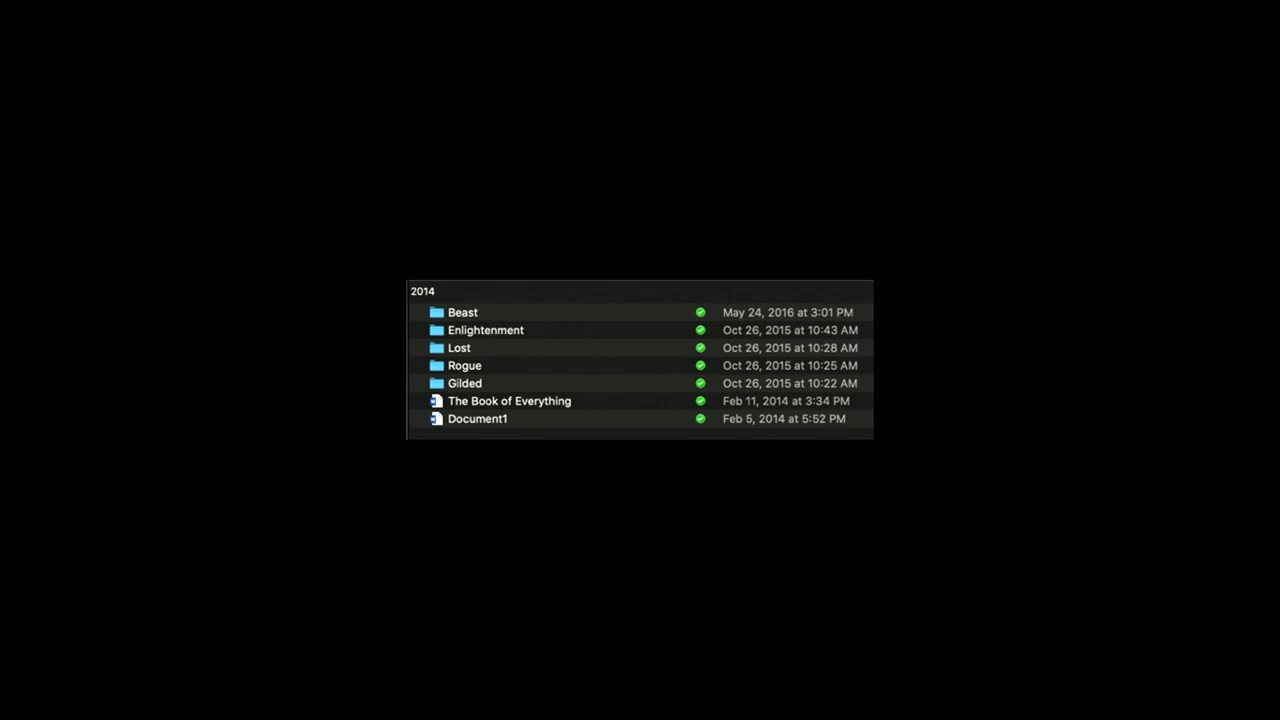 2014
Beast May 24, 2016 at 3:01 PM
Enlightenment Oct 26, 2015 at 10:43 AM
Lost Oct 26, 2015 at 10:28 AM
Rogue Oct 26, 2015 at 10:25 AM
Gilded Oct 26, 2015 at 10:22 AM
The Book of Everything Feb 11, 2014 at 3:34 PM
Document1 Feb 5, 2014 at 5:52 PM